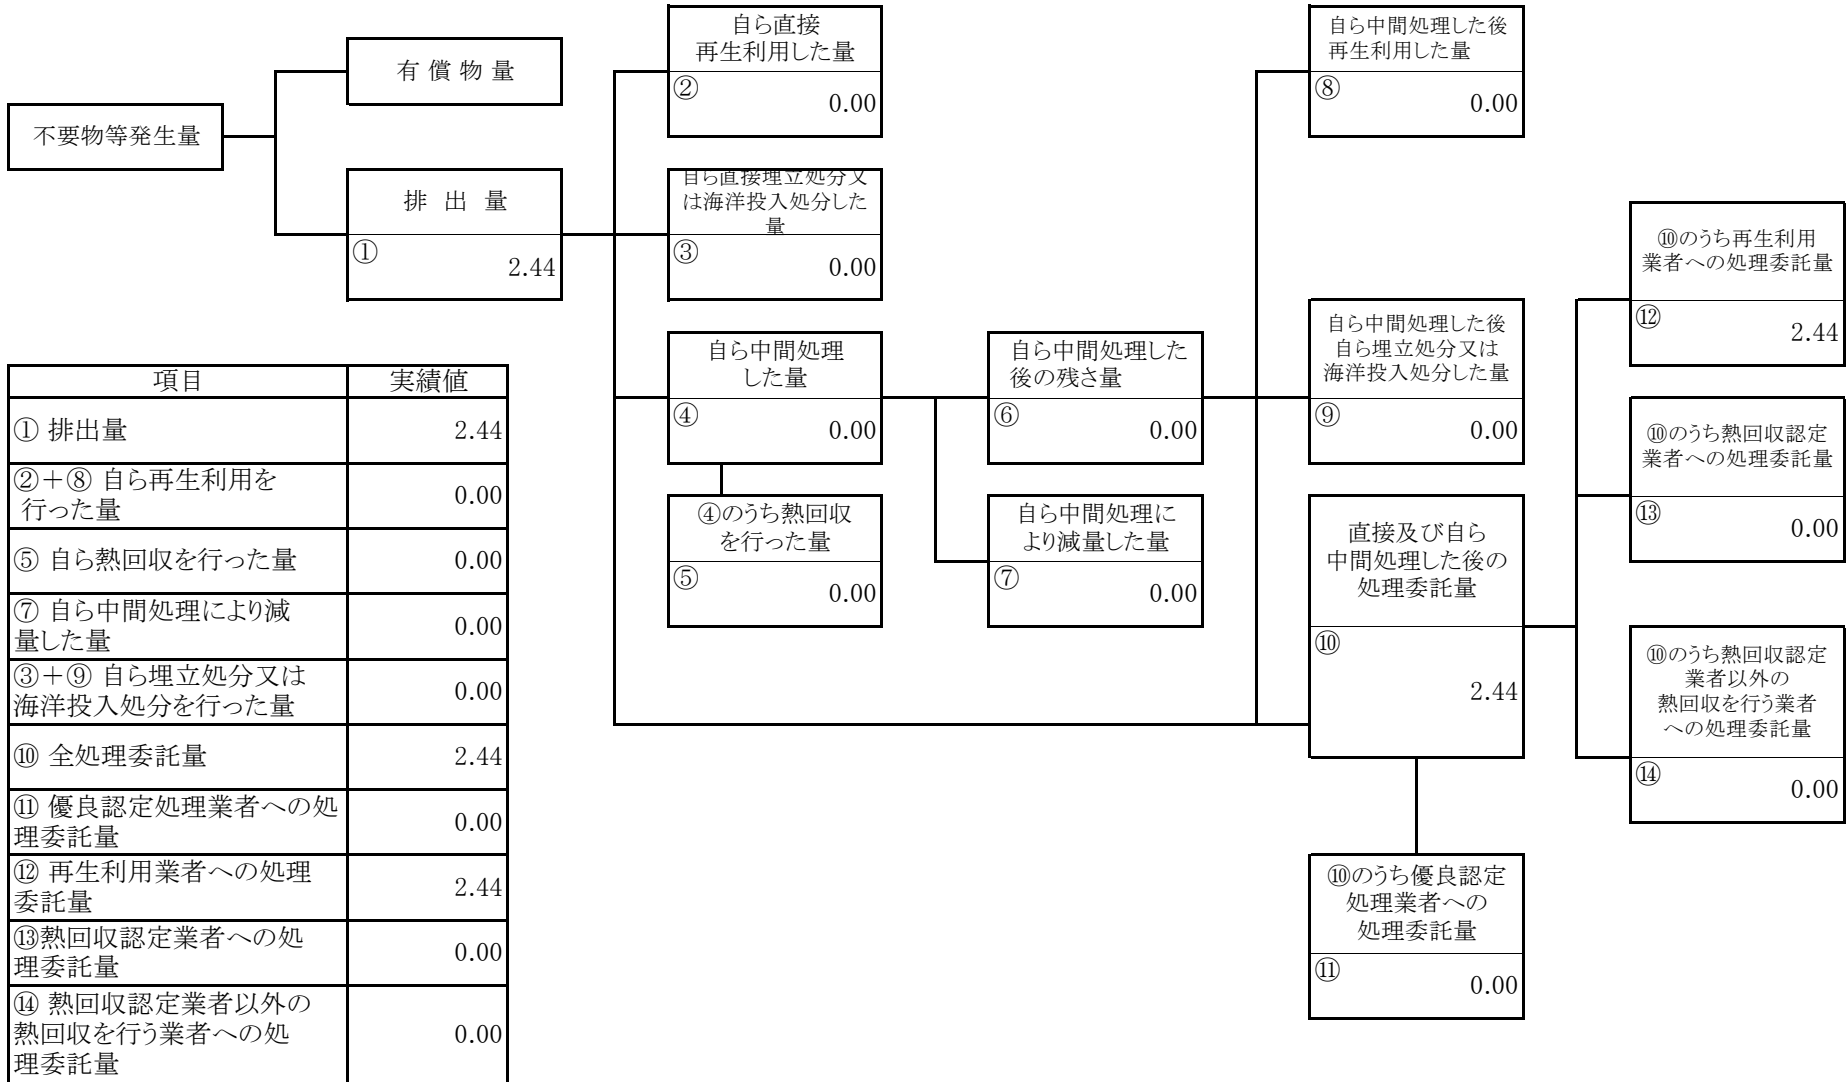 不要物等発生量
有 償 物 量
排 出 量
①
2.44
自ら直接
再生利用した量
②
0.00
自ら直接埋立処分又
は海洋投入処分した
量
③
0.00
自ら中間処理
した量
④
0.00
④のうち熱回収
を行った量
⑤
0.00
自ら中間処理した
後の残さ量
⑥
0.00
自ら中間処理に
より減量した量
⑦
0.00
自ら中間処理した後
再生利用した量
⑧
0.00
自ら中間処理した後
自ら埋立処分又は
海洋投入処分した量
⑨
0.00
直接及び自ら
中間処理した後の
処理委託量
⑩
2.44
⑩のうち優良認定
処理業者への
処理委託量
⑪
0.00
⑩のうち再生利用
業者への処理委託量
⑫
2.44
⑩のうち熱回収認定
業者への処理委託量
⑬
0.00
⑩のうち熱回収認定
業者以外の
熱回収を行う業者
への処理委託量
⑭
0.00
項目 実績値
① 排出量 2.44
②＋⑧ 自ら再生利用を
行った量 0.00
⑤ 自ら熱回収を行った量 0.00
⑦ 自ら中間処理により減
量した量 0.00
③＋⑨ 自ら埋立処分又は
海洋投入処分を行った量 0.00
⑩ 全処理委託量 2.44
⑪ 優良認定処理業者への処
理委託量 0.00
⑫ 再生利用業者への処理
委託量 2.44
⑬熱回収認定業者への処
理委託量 0.00
⑭ 熱回収認定業者以外の
熱回収を行う業者への処
理委託量 0.00